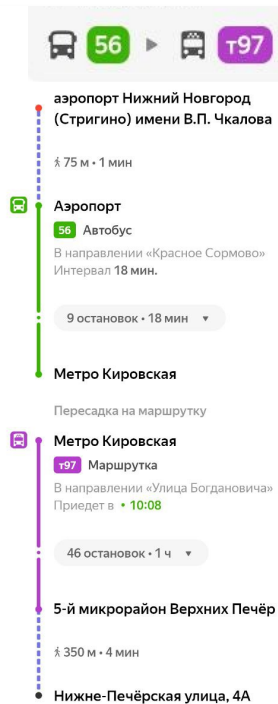 56 т97
аэропорт Нижний Новгород
(Стригино) имени В.П. Чкалова
75 м • 1 мин
Аэропорт
56 Автобус
В направлении «Красное Сормово»
Интервал 18 мин.
9 остановок • 18 мин
Метро Кировская
Пересадка на маршрутку
Метро Кировская
т97 Маршрутка
В направлении «Улица Богдановича»
Приедет в • 10:08
46 остановок • 1 ч
5-й микрорайон Верхних Печёр
350 м • 4 мин
Нижне-Печёрская улица, 4А